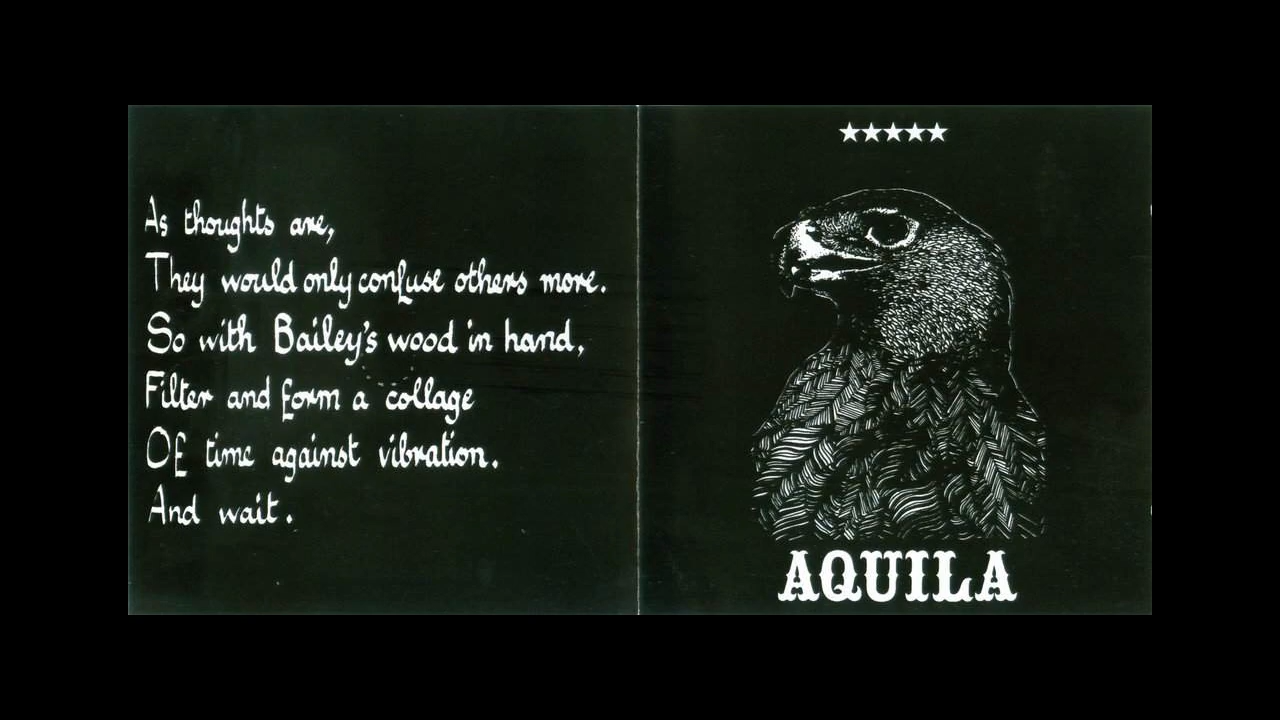 As thoughts are,
They would only confuse others more.
So with Bailey's wood in hand,
Filter and form a collage
Of time against vibration.
And wait.
AQUILA